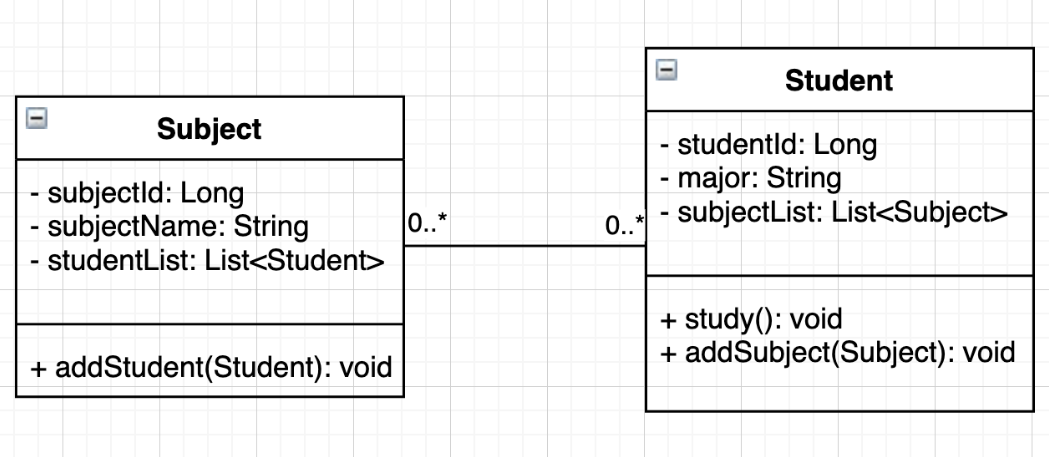 Subject
- subjectId: Long
- subjectName: String
- studentList: List<Student>
+ addStudent(Student): void
0..*
0..*
Student
- studentId: Long
- major: String
- subjectList: List<Subject>
+ study(): void
+ addSubject(Subject): void